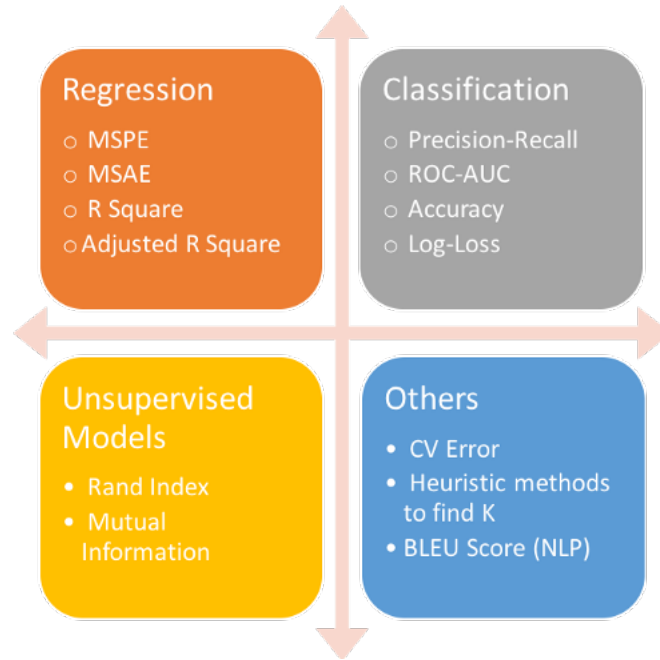 Regression
○ MSPE
○ MSAE
○ R Square
○ Adjusted R Square
Classification
○ Precision-Recall
○ ROC-AUC
○ Accuracy
○ Log-Loss
Unsupervised
Models
• Rand Index
• Mutual
Information
Others
• CV Error
• Heuristic methods
to find K
• BLEU Score (NLP)